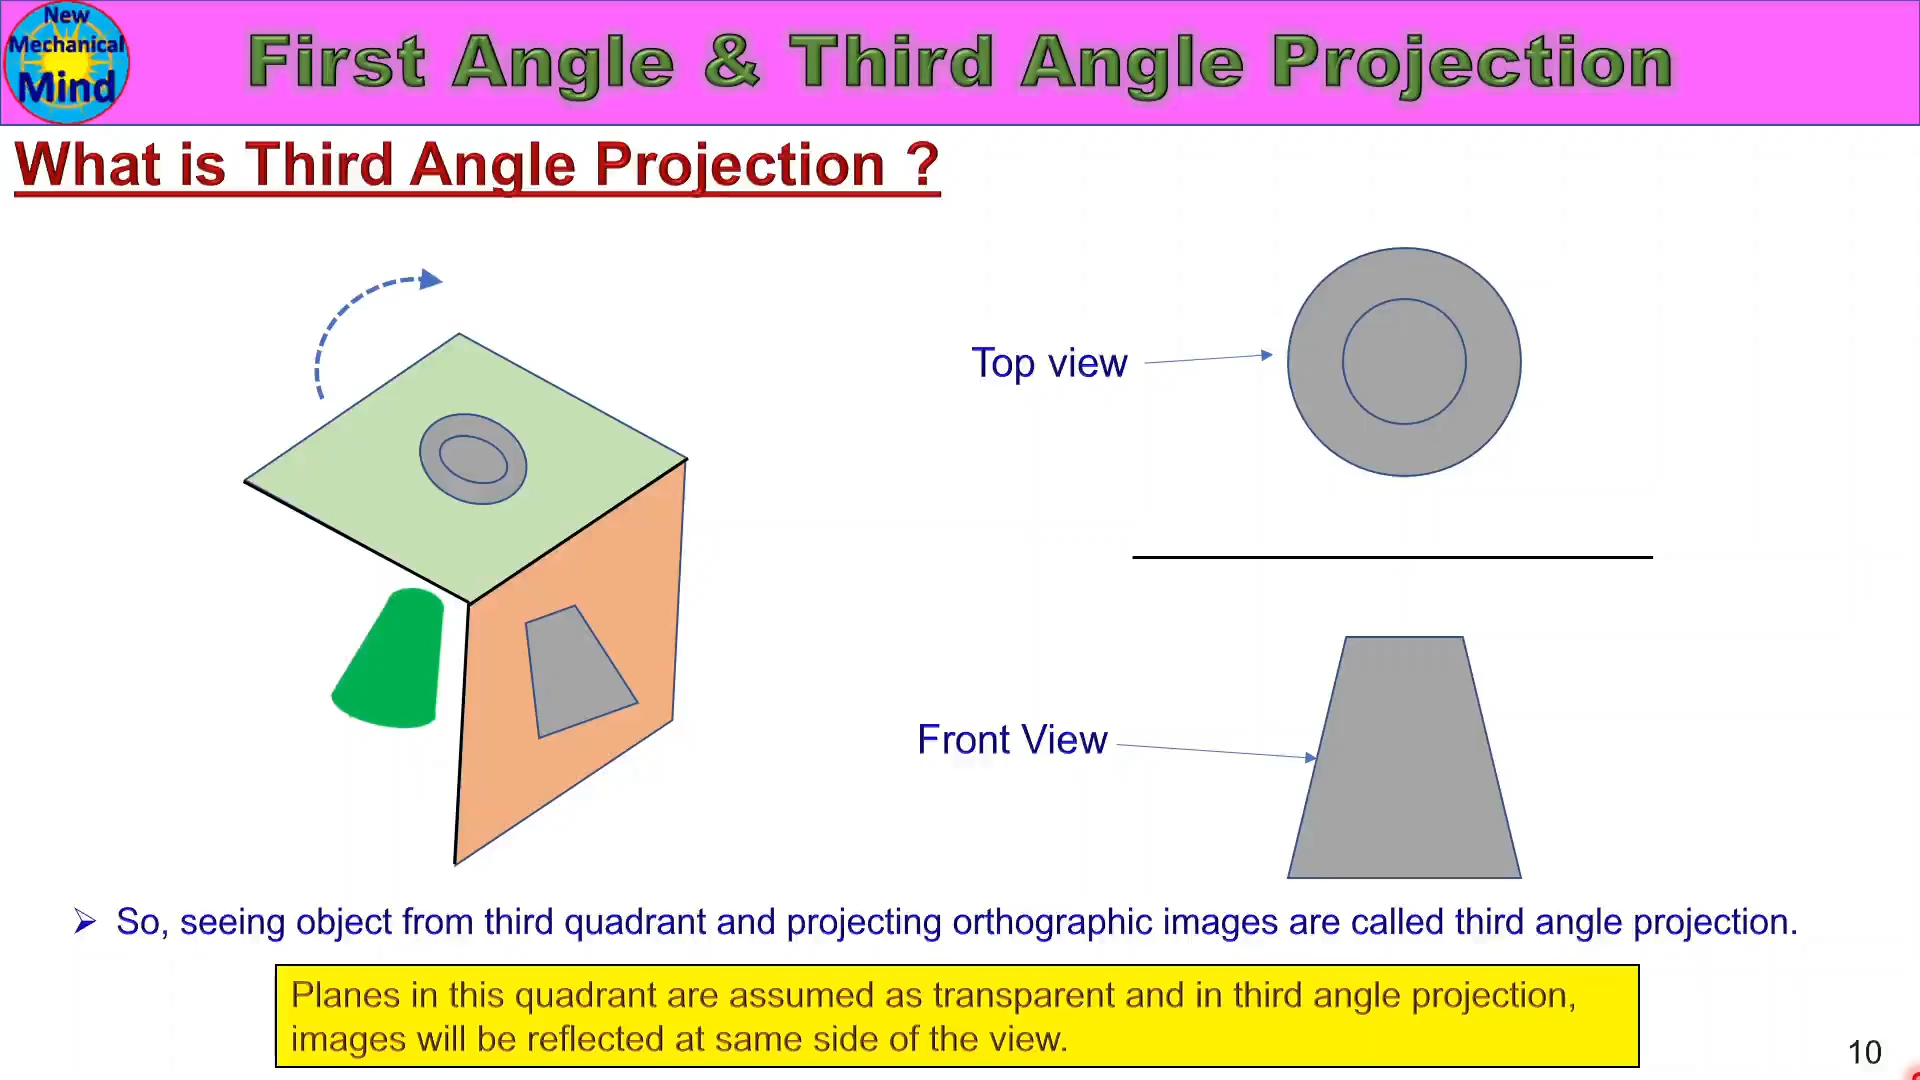 New
Mechanical
Mind
First Angle & Third Angle Projection
What is Third Angle Projection ?
Top view
Front View
➢ So, seeing object from third quadrant and projecting orthographic images are called third angle projection.
Planes in this quadrant are assumed as transparent and in third angle projection,
images will be reflected at same side of the view.
10